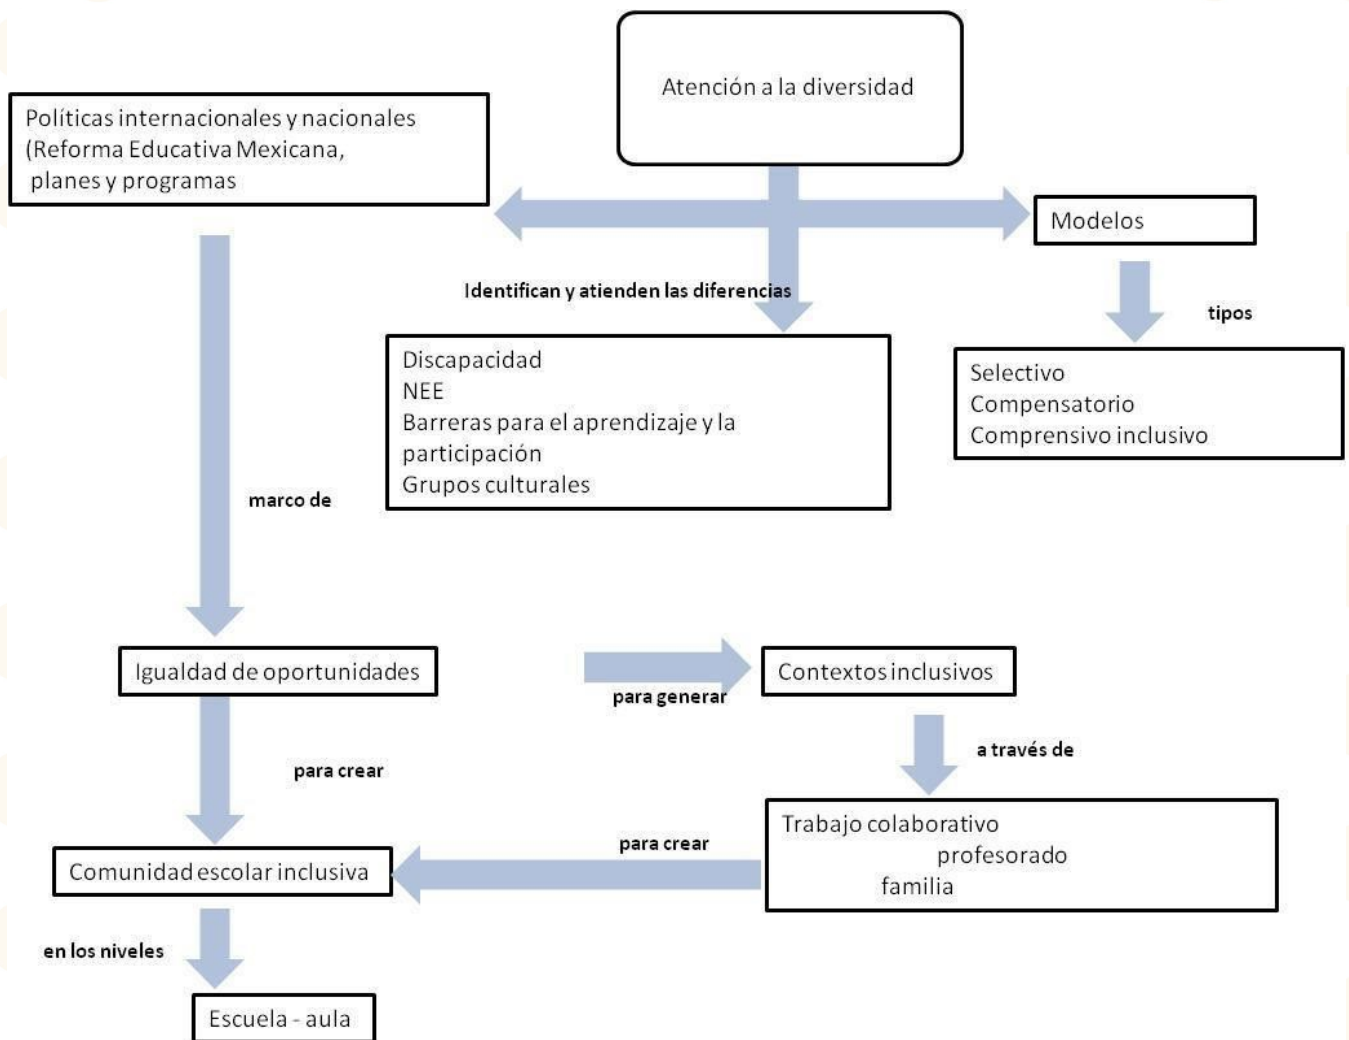 Atención a la diversidad
Políticas internacionales y nacionales
(Reforma Educativa Mexicana,
planes y programas
Modelos
Identifican y atienden las diferencias
tipos
Discapacidad
NEE
Barreras para el aprendizaje y la
participación
Grupos culturales
Selectivo
Compensatorio
Comprensivo inclusivo
marco de
Igualdad de oportunidades
para generar
Contextos inclusivos
a través de
para crear
Trabajo colaborativo
profesorado
familia
para crear
Comunidad escolar inclusiva
en los niveles
Escuela - aula